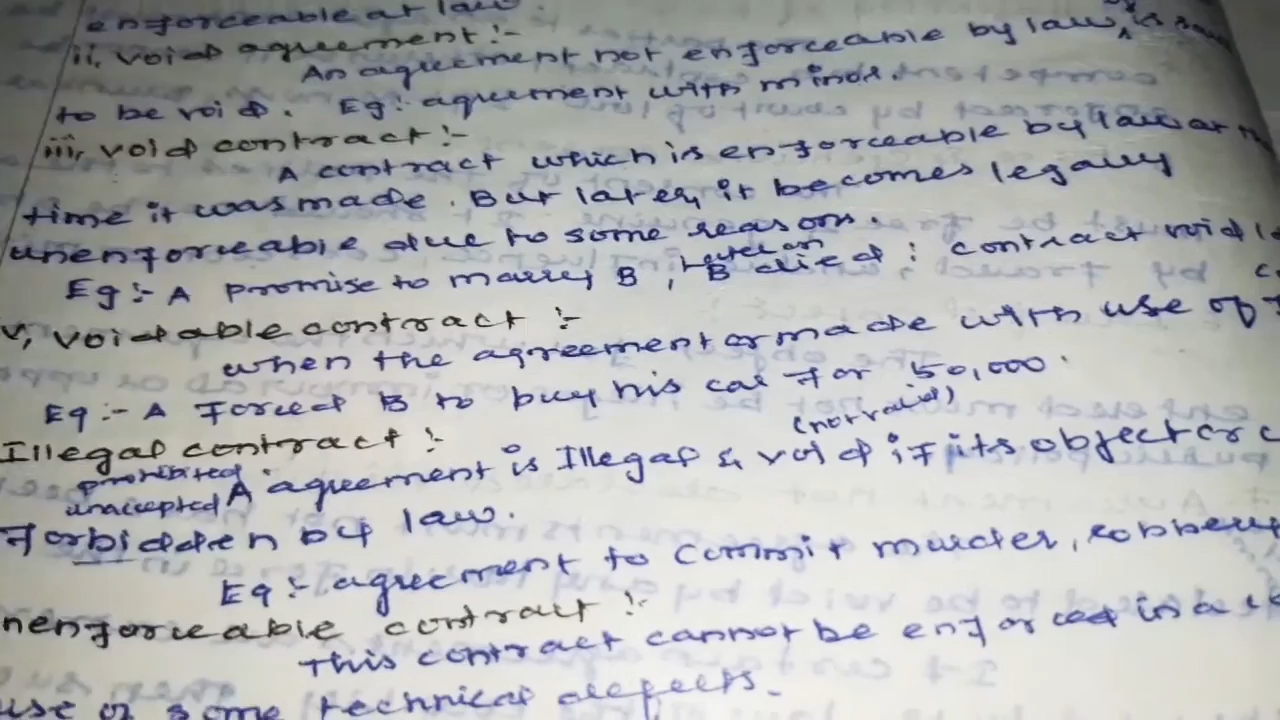 enforceable at law.
ii, void agreement :-
An agreement not enforceable by law, is
to be void. Eg :- agreement with minor.
iii, void contract :-
A contract which is enforceable by law at
time it was made. But later, it becomes legally
unenforceable due to some reasons.
Eg :- A promise to marry B, later on B died : contract void
v, voidable contract :-
when the agreement or made with use of
Eg :- A Forced B to buy his car for 50,000.
Illegal contract :-
(not valid)
prohibited
unaccepted
A agreement is Illegal & void if its object or
Forbidden by law.
Eg :- agreement to commit murder, robbery
nenforceable contract :-
This contract cannot be enforced in a
use of some technical defects.